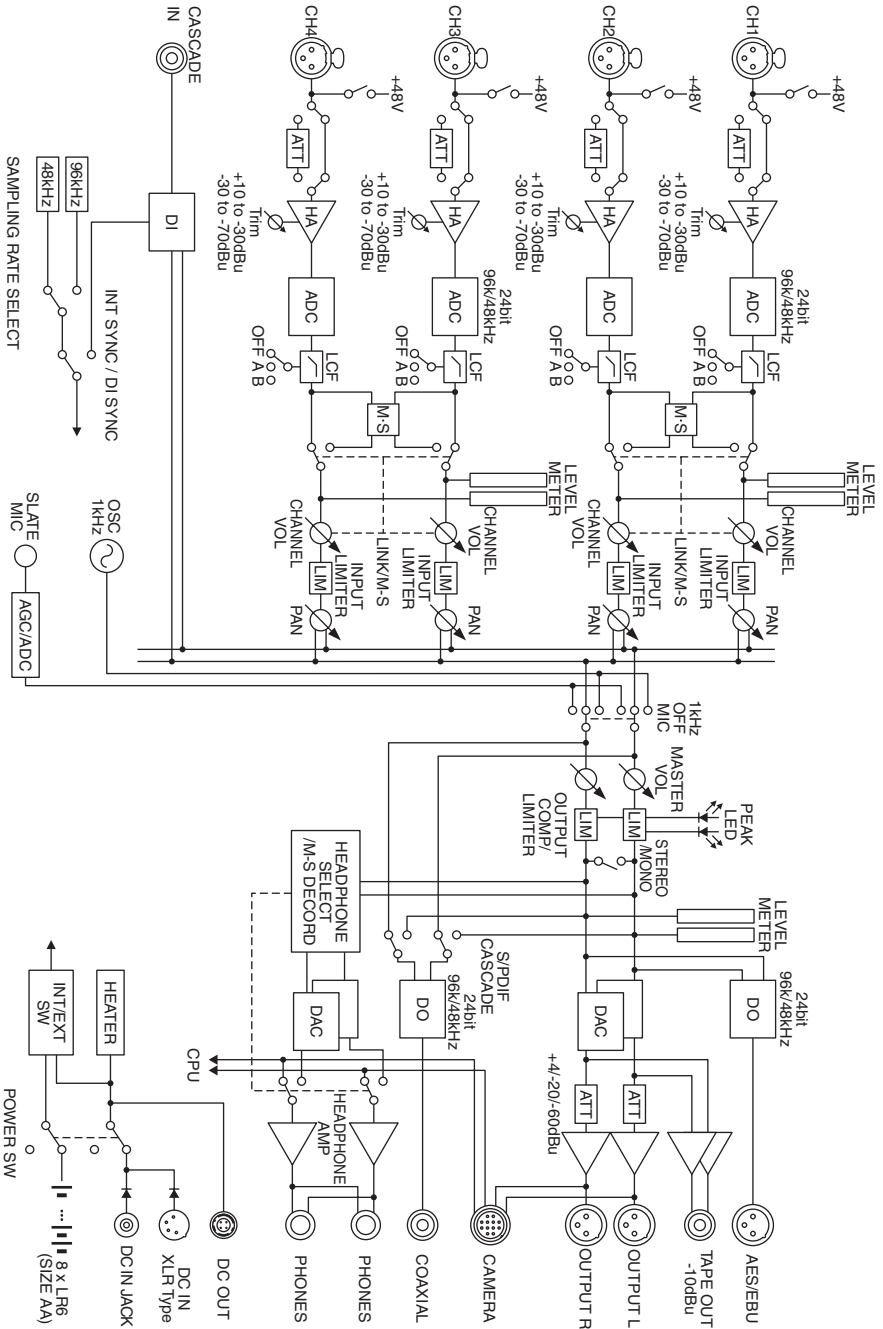 CH1
+48V
ATT
HA
Trim
+10 to -30dBu
-30 to -70dBu
24bit
96k/48kHz
ADC
LCF
OFF A B
CH2
+48V
ATT
HA
Trim
+10 to -30dBu
-30 to -70dBu
ADC
LCF
OFF A B
M·S
LEVEL
METER
CHANNEL
VOL
INPUT
LIMITER
LIM
PAN
LINK/M-S
CHANNEL
VOL
INPUT
LIMITER
LIM
PAN
CH3
+48V
ATT
HA
Trim
+10 to -30dBu
-30 to -70dBu
24bit
96k/48kHz
ADC
LCF
OFF A B
CH4
+48V
ATT
HA
Trim
+10 to -30dBu
-30 to -70dBu
ADC
LCF
OFF A B
M·S
LEVEL
METER
CHANNEL
VOL
INPUT
LIMITER
LIM
PAN
LINK/M-S
CHANNEL
VOL
INPUT
LIMITER
LIM
PAN
CASCADE
IN
DI
96kHz
48kHz
SAMPLING RATE SELECT
INT SYNC / DI SYNC
OSC
1kHz
SLATE
MIC
AGC/ADC
1kHz
OFF
MIC
MASTER
VOL
PEAK
LED
LIM
LIM
OUTPUT
COMP/
LIMITER
STEREO
/MONO
LEVEL
METER
24bit
96k/48kHz
DO
AES/EBU
TAPE OUT
-10dBu
DAC
ATT
ATT
+4/-20/-60dBu
OUTPUT L
OUTPUT R
CAMERA
S/PDIF
CASCADE
24bit
96k/48kHz
DO
COAXIAL
HEADPHONE
SELECT
/M-S DECORD
DAC
CPU
HEADPHONE
AMP
PHONES
PHONES
HEATER
INT/EXT
SW
POWER SW
DC OUT
DC IN
XLR Type
DC IN JACK
8 x LR6
(SIZE AA)